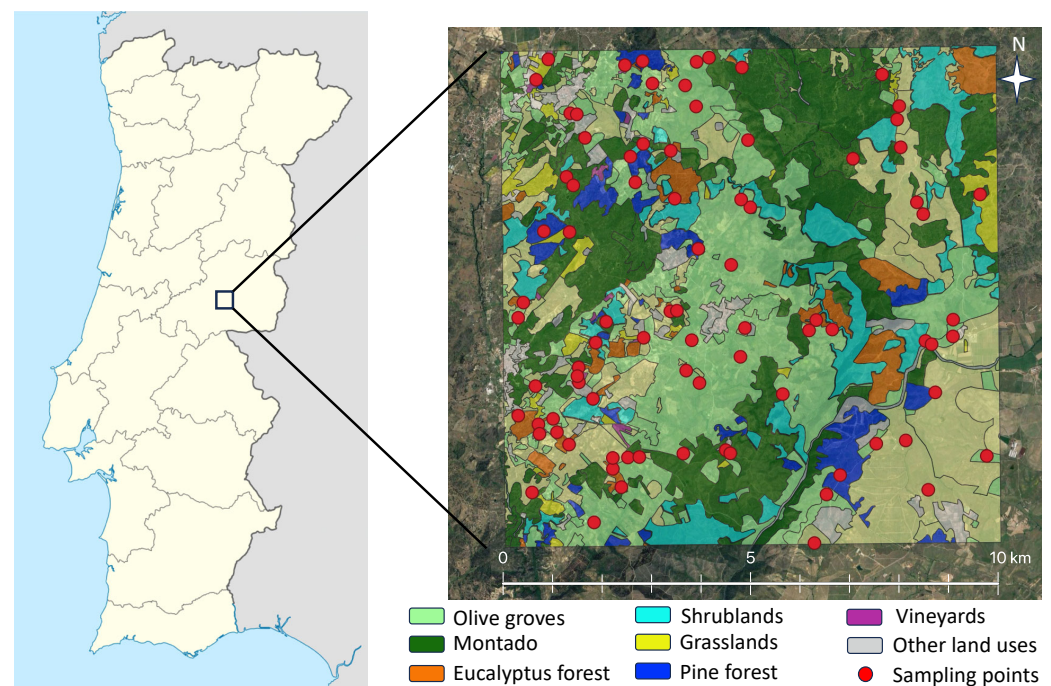 N
0 5 10 km
Olive groves Shrublands Vineyards
Montado Grasslands Other land uses
Eucalyptus forest Pine forest Sampling points